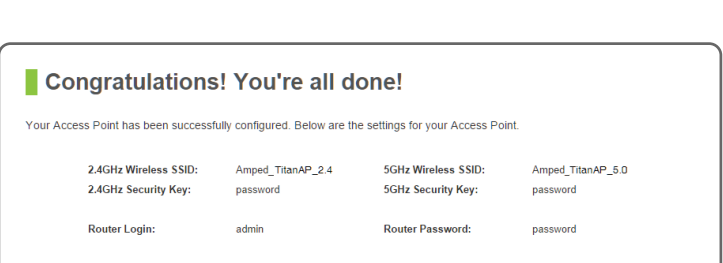 Congratulations! You're all done!
Your Access Point has been successfully configured. Below are the settings for your Access Point.
2.4GHz Wireless SSID: Amped_TitanAP_2.4 5GHz Wireless SSID: Amped_TitanAP_5.0
2.4GHz Security Key: password 5GHz Security Key: password
Router Login: admin Router Password: password